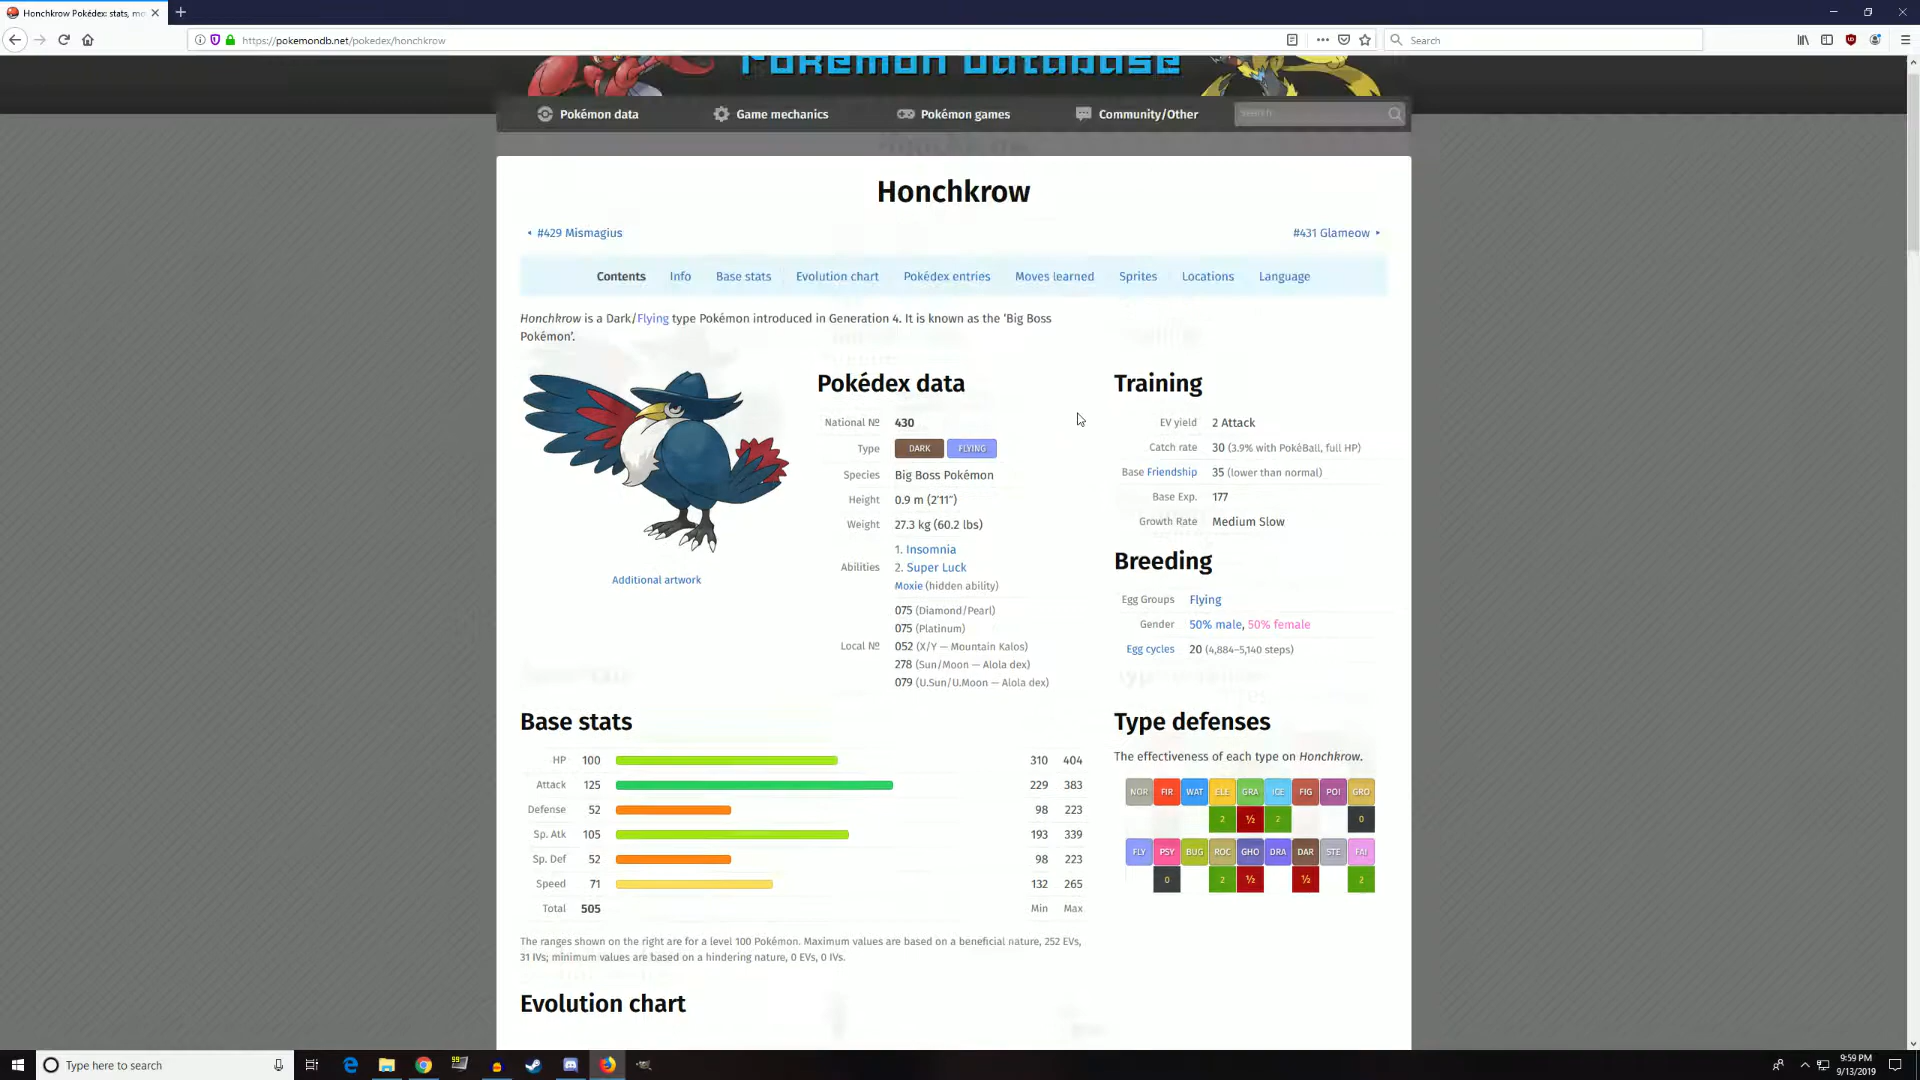 Honchkrow Pokédex: stats, mo
https://pokemondb.net/pokedex/honchkrow
Search
Pokémon Database
Pokémon data
Game mechanics
Pokémon games
Community/Other
Search
Honchkrow
#429 Mismagius
#431 Glameow
Contents Info Base stats Evolution chart Pokédex entries Moves learned Sprites Locations Language
Honchkrow is a Dark/Flying type Pokémon introduced in Generation 4. It is known as the ‘Big Boss
Pokémon’.
Additional artwork
Pokédex data
National № 430
Type DARK FLYING
Species Big Boss Pokémon
Height 0.9 m (2′11″)
Weight 27.3 kg (60.2 lbs)
Abilities 1. Insomnia
2. Super Luck
Moxie (hidden ability)
Local № 075 (Diamond/Pearl)
075 (Platinum)
052 (X/Y — Mountain Kalos)
278 (Sun/Moon — Alola dex)
079 (U.Sun/U.Moon — Alola dex)
Training
EV yield 2 Attack
Catch rate 30 (3.9% with PokéBall, full HP)
Base Friendship 35 (lower than normal)
Base Exp. 177
Growth Rate Medium Slow
Breeding
Egg Groups Flying
Gender 50% male, 50% female
Egg cycles 20 (4,884–5,140 steps)
Base stats
HP 100 310 404
Attack 125 229 383
Defense 52 98 223
Sp. Atk 105 193 339
Sp. Def 52 98 223
Speed 71 132 265
Total 505 Min Max
The ranges shown on the right are for a level 100 Pokémon. Maximum values are based on a beneficial nature, 252 EVs,
31 IVs; minimum values are based on a hindering nature, 0 EVs, 0 IVs.
Type defenses
The effectiveness of each type on Honchkrow.
NOR FIR WAT ELE GRA ICE FIG POI GRO
2 ½ 2 0
FLY PSY BUG ROC GHO DRA DAR STE FAI
0 2 ½ ½ 2
Evolution chart
Type here to search
9:59 PM
9/13/2019